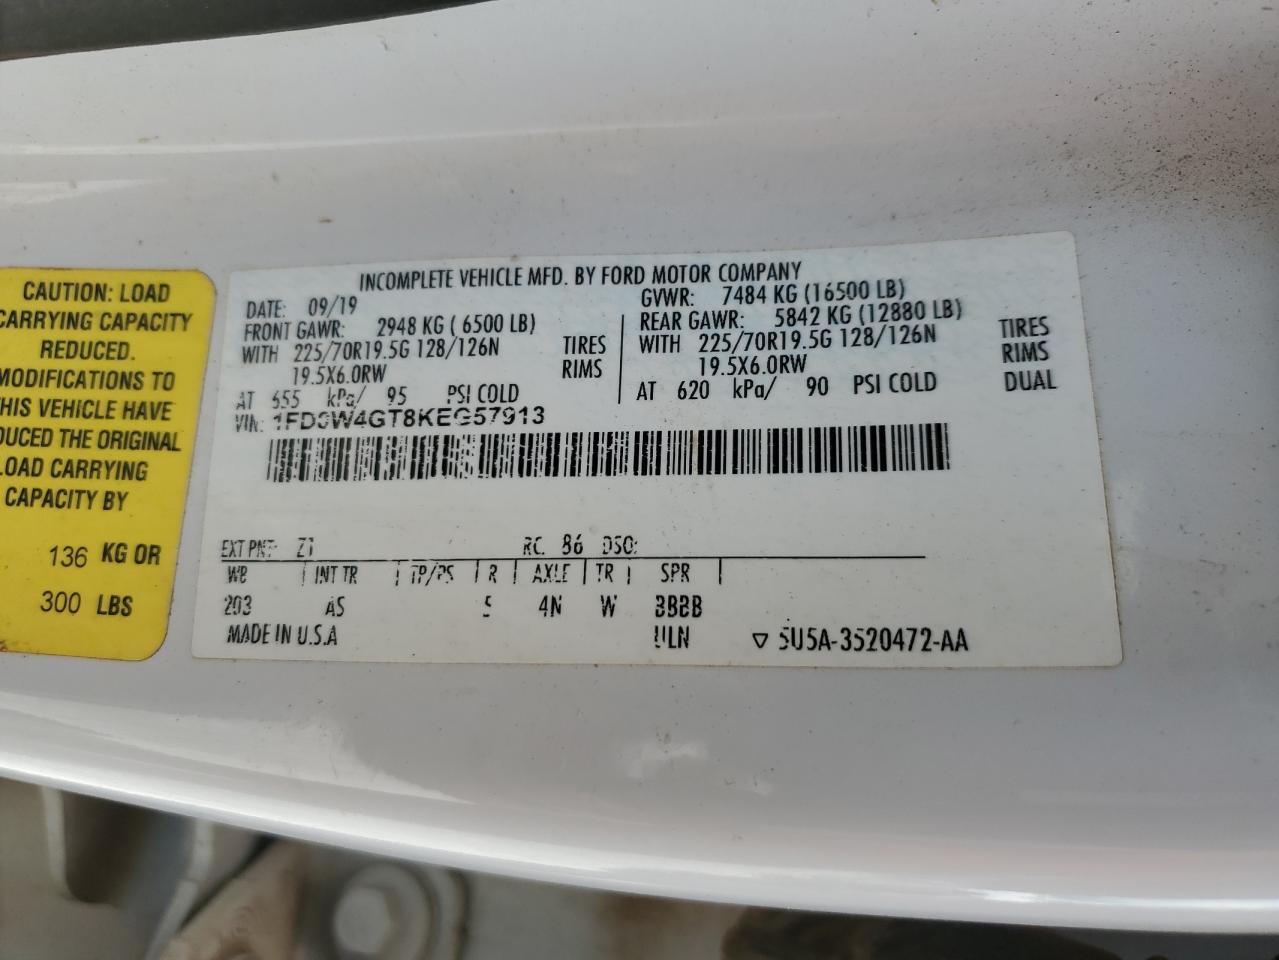 CAUTION: LOAD
CARRYING CAPACITY
REDUCED.
MODIFICATIONS TO
THIS VEHICLE HAVE
REDUCED THE ORIGINAL
LOAD CARRYING
CAPACITY BY
136 KG OR
300 LBS
INCOMPLETE VEHICLE MFD. BY FORD MOTOR COMPANY
DATE: 09/19 GVWR: 7484 KG (16500 LB)
FRONT GAWR: 2948 KG ( 6500 LB) REAR GAWR: 5842 KG (12880 LB)
WITH 225/70R19.5G 128/126N TIRES WITH 225/70R19.5G 128/126N TIRES
19.5X6.0RW RIMS 19.5X6.0RW RIMS
AT 655 kPa/ 95 PSI COLD AT 620 kPa/ 90 PSI COLD DUAL
VIN:
EXT PNT: Z1 RC: 86 DSO:
WB INT TR TP/PS R AXLE TR SPR
203 AS 5 4N W BBBB
MADE IN U.S.A ULN ▽ 5U5A-3520472-AA